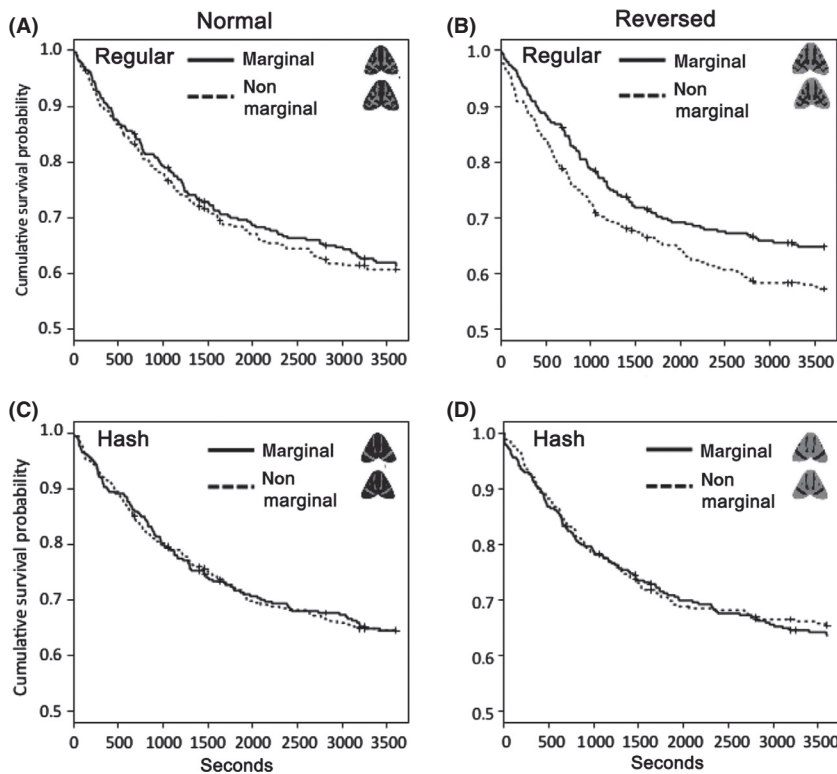 Normal
Reversed
(A)
Regular
Marginal
Non
marginal
Cumulative survival probability
1.0
0.9
0.8
0.7
0.6
0.5
0 500 1000 1500 2000 2500 3000 3500
(B)
Regular
Marginal
Non
marginal
1.0
0.9
0.8
0.7
0.6
0.5
0 500 1000 1500 2000 2500 3000 3500
(C)
Hash
Marginal
Non
marginal
Cumulative survival probability
1.0
0.9
0.8
0.7
0.6
0.5
0 500 1000 1500 2000 2500 3000 3500
Seconds
(D)
Hash
Marginal
Non
marginal
1.0
0.9
0.8
0.7
0.6
0.5
0 500 1000 1500 2000 2500 3000 3500
Seconds